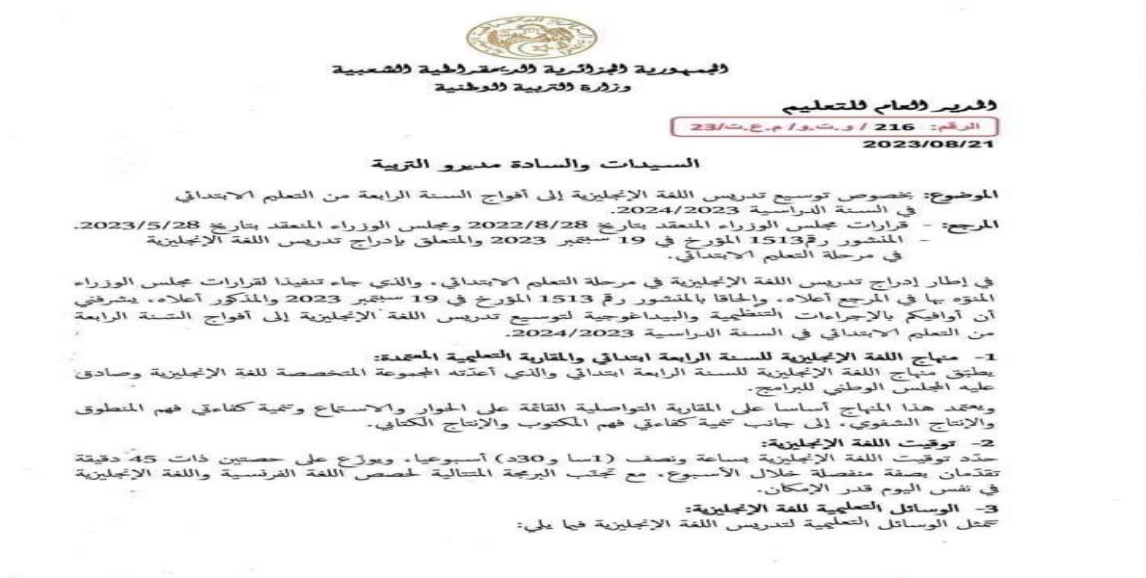 الجمهورية الجزائرية الديمقراطية الشعبية
وزارة التربية الوطنية
المدير العام للتعليم
الرقم: 216 / و.ت.و/ م.ع.ت/23
2023/08/21
السيدات والسادة مديرو التربية
الموضوع: بخصوص توسيع تدريس اللغة الإنجليزية إلى أفواج السنة الرابعة من التعليم الابتدائي
في السنة الدراسية 2024/2023.
المرجع: - قرارات مجلس الوزراء المنعقد بتاريخ 2022/8/28 ومجلس الوزراء المنعقد بتاريخ 2023/5/28.
- المنشور رقم1513 المؤرخ في 19 سبتمبر 2023 والمتعلق بإدراج تدريس اللغة الإنجليزية
في مرحلة التعليم الابتدائي.
في إطار إدراج تدريس اللغة الإنجليزية في مرحلة التعليم الابتدائي، والذي جاء تنفيذا لقرارات مجلس الوزراء
المنوّه بها في المرجع أعلاه، وإلحاقا بالمنشور رقم 1513 المؤرخ في 19 سبتمبر 2023 والمذكور أعلاه، يشرفني
أن أوافيكم بالإجراءات التنظيمية والبيداغوجية لتوسيع تدريس اللغة الإنجليزية إلى أفواج السنة الرابعة
من التعليم الابتدائي في السنة الدراسية 2024/2023.
1- منهاج اللغة الإنجليزية للسنة الرابعة ابتدائي والمقاربة التعليمية المعتمدة:
يطبّق منهاج اللغة الإنجليزية للسنة الرابعة ابتدائي والذي أعدّته المجموعة المتخصصة للغة الإنجليزية وصادق
عليه المجلس الوطني للبرامج.
ويعتمد هذا المنهاج أساسا على المقاربة التواصلية القائمة على الحوار والاستماع وتنمية كفاءتي فهم المنطوق
والإنتاج الشفوي، إلى جانب تنمية كفاءتي فهم المكتوب والإنتاج الكتابي.
2- توقيت اللغة الإنجليزية:
حدّد توقيت اللغة الإنجليزية بساعة ونصف (1سا و30د) أسبوعيا، ويوزّع على حصتين ذات 45 دقيقة
تقدّمان بصفة منفصلة خلال الأسبوع، مع تجنّب البرمجة المتتالية لحصص اللغة الفرنسية واللغة الإنجليزية
في نفس اليوم قدر الإمكان.
3- الوسائل التعليمية للغة الإنجليزية:
تتمثل الوسائل التعليمية لتدريس اللغة الإنجليزية فيما يلي: